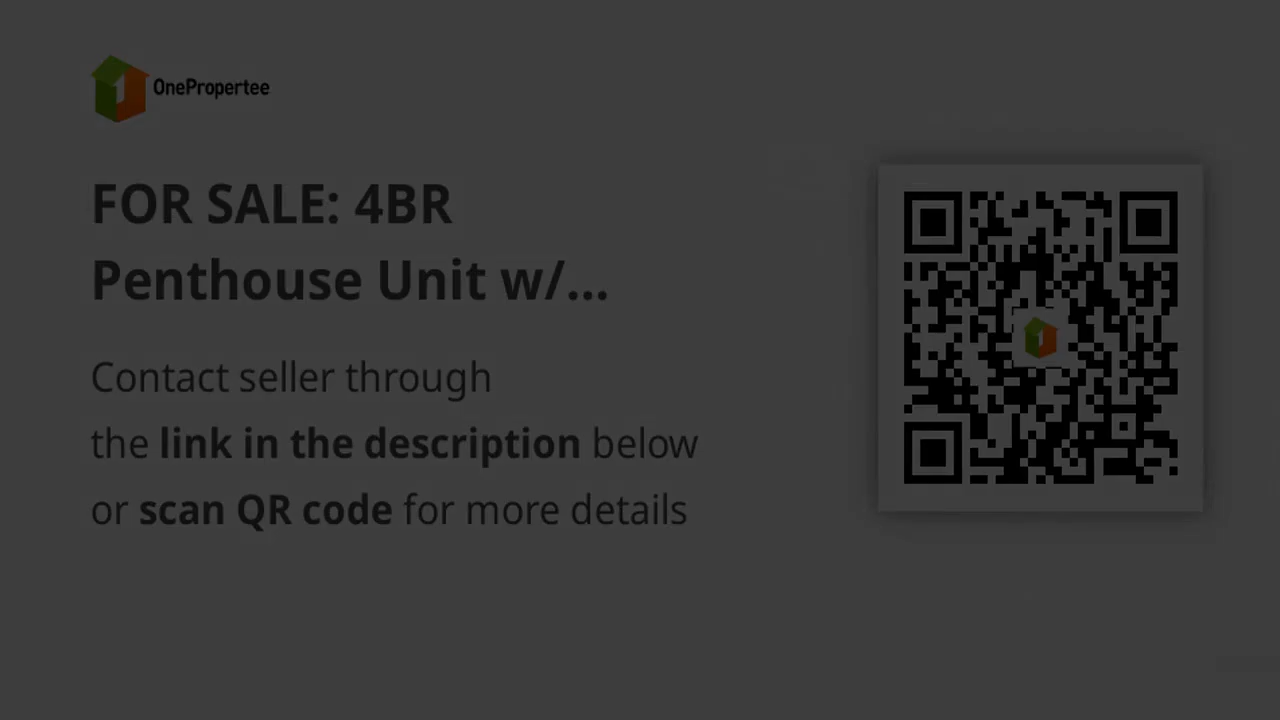 OnePropertee
FOR SALE: 4BR
Penthouse Unit w/...
Contact seller through
the link in the description below
or scan QR code for more details